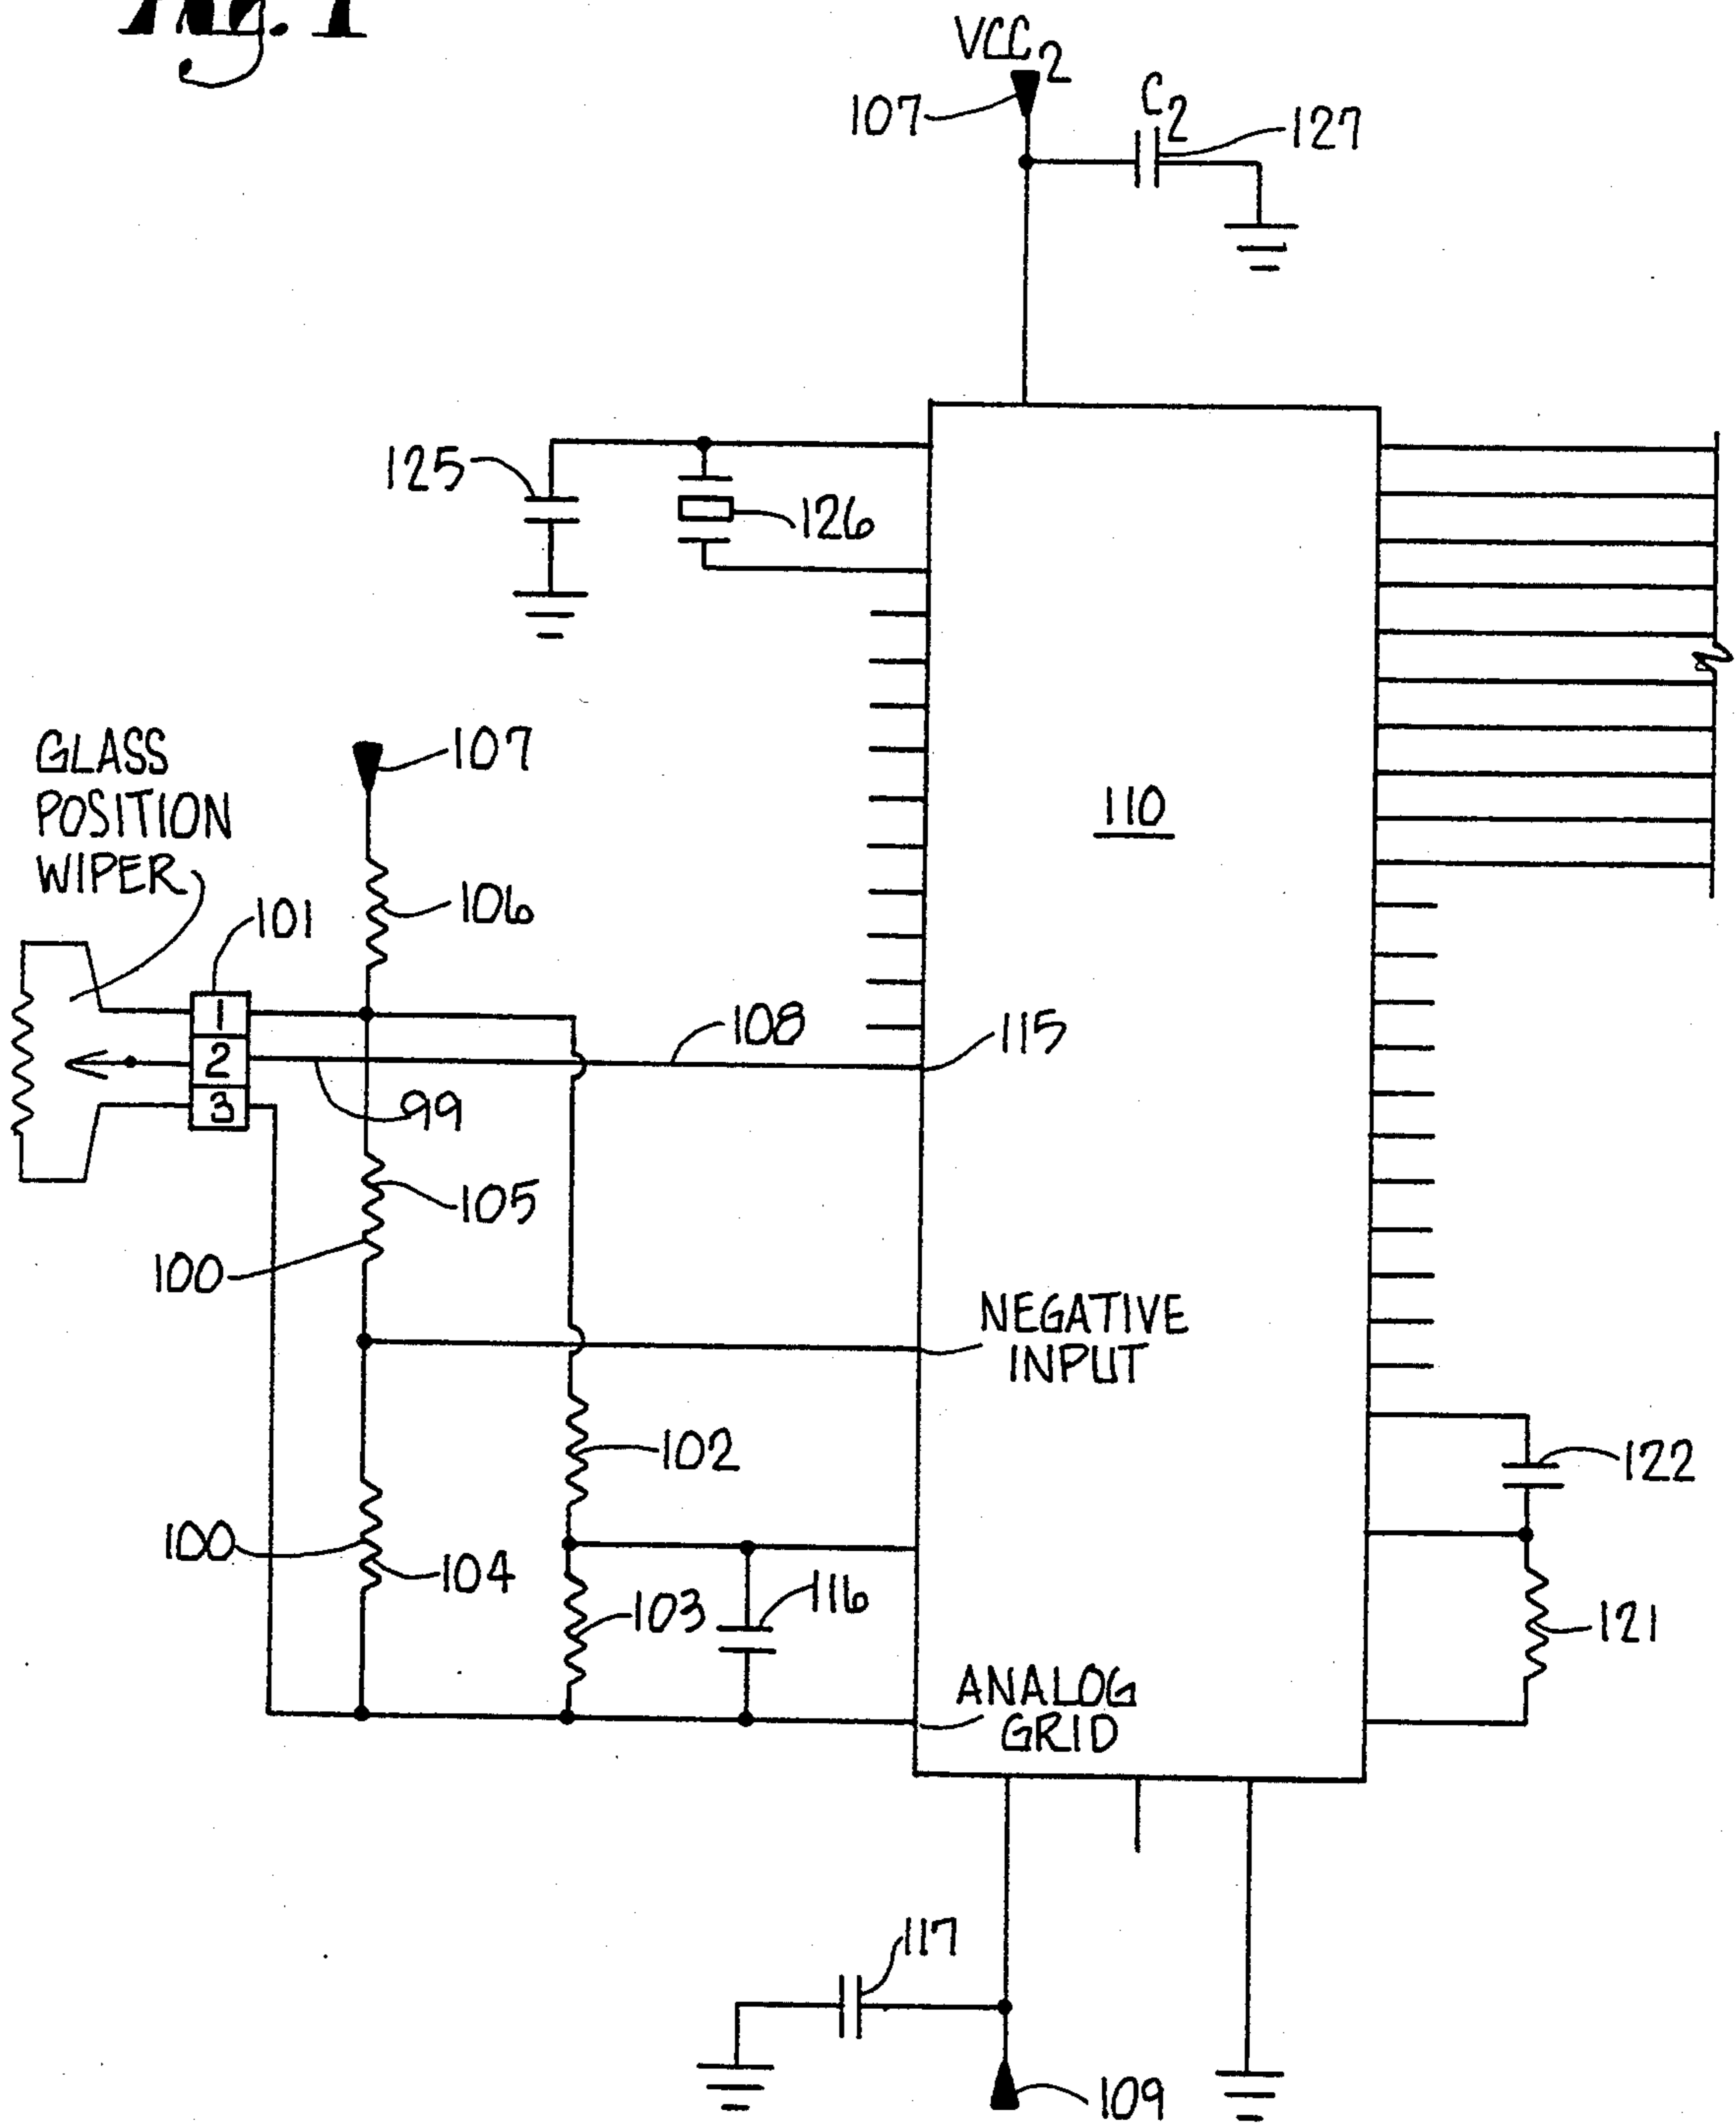 Fig. 1
VCC2
107
C2
127
125
126
GLASS
POSITION
WIPER
107
110
106
101
1
2
3
108
115
99
105
100
NEGATIVE
INPUT
102
122
100
104
103
116
121
ANALOG
GRID
117
109